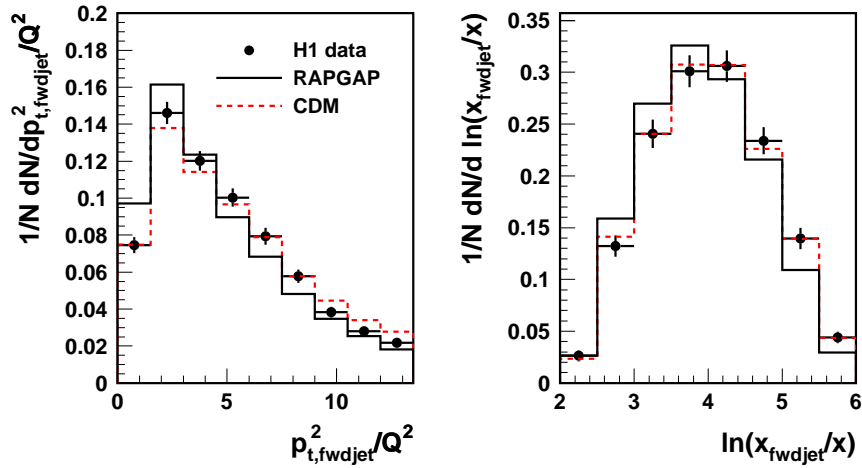 1/N dN/dp²t,fwdjet/Q²
0.2
0.18
0.16
0.14
0.12
0.1
0.08
0.06
0.04
0.02
0
H1 data
RAPGAP
CDM
0 5 10
p²t,fwdjet/Q²
1/N dN/d ln(xfwdjet/x)
0.35
0.3
0.25
0.2
0.15
0.1
0.05
0
2 3 4 5 6
ln(xfwdjet/x)